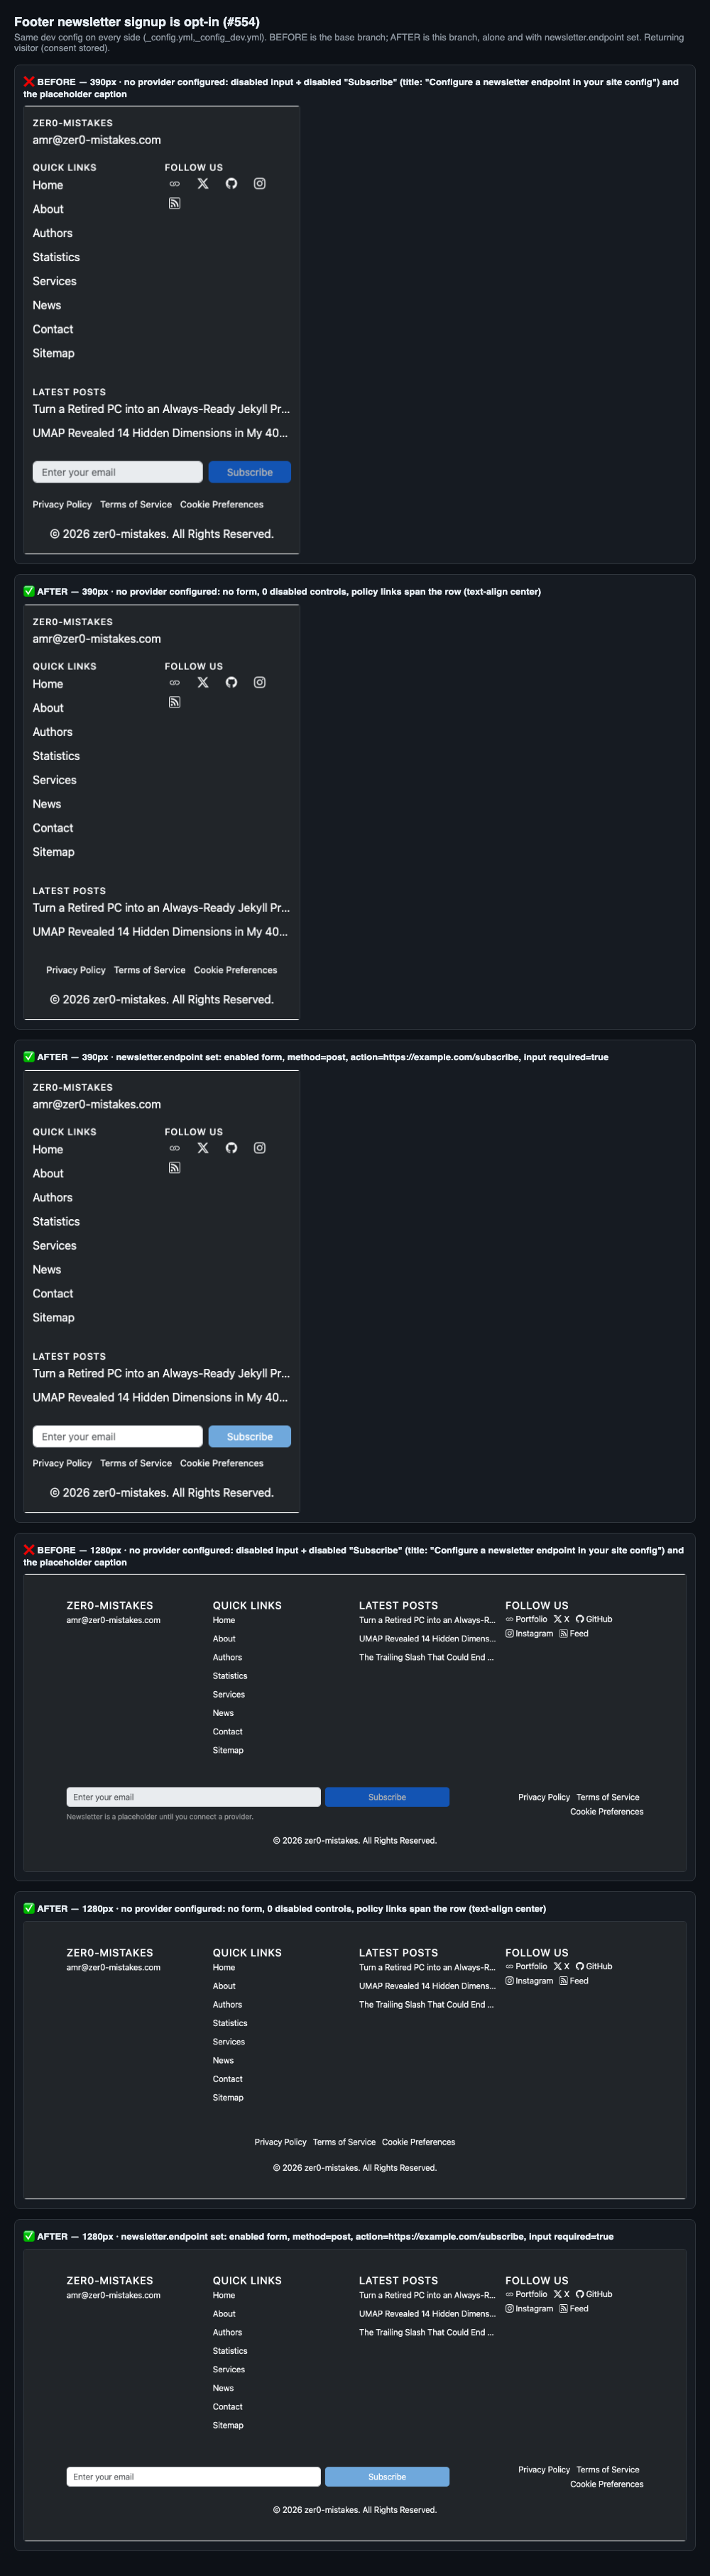 Footer newsletter signup is opt-in (#554)
Same dev config on every side (_config.yml,_config_dev.yml). BEFORE is the base branch; AFTER is this branch, alone and with newsletter.endpoint set. Returning
visitor (consent stored).
❌ BEFORE — 390px · no provider configured: disabled input + disabled "Subscribe" (title: "Configure a newsletter endpoint in your site config") and
the placeholder caption
ZER0-MISTAKES
amr@zer0-mistakes.com
QUICK LINKS FOLLOW US
Home
About
Authors
Statistics
Services
News
Contact
Sitemap
LATEST POSTS
Turn a Retired PC into an Always-Ready Jekyll Pr...
UMAP Revealed 14 Hidden Dimensions in My 40...
Enter your email Subscribe
Privacy Policy Terms of Service Cookie Preferences
© 2026 zer0-mistakes. All Rights Reserved.
✅ AFTER — 390px · no provider configured: no form, 0 disabled controls, policy links span the row (text-align center)
ZER0-MISTAKES
amr@zer0-mistakes.com
QUICK LINKS FOLLOW US
Home
About
Authors
Statistics
Services
News
Contact
Sitemap
LATEST POSTS
Turn a Retired PC into an Always-Ready Jekyll Pr...
UMAP Revealed 14 Hidden Dimensions in My 40...
Privacy Policy Terms of Service Cookie Preferences
© 2026 zer0-mistakes. All Rights Reserved.
✅ AFTER — 390px · newsletter.endpoint set: enabled form, method=post, action=https://example.com/subscribe, input required=true
ZER0-MISTAKES
amr@zer0-mistakes.com
QUICK LINKS FOLLOW US
Home
About
Authors
Statistics
Services
News
Contact
Sitemap
LATEST POSTS
Turn a Retired PC into an Always-Ready Jekyll Pr...
UMAP Revealed 14 Hidden Dimensions in My 40...
Enter your email Subscribe
Privacy Policy Terms of Service Cookie Preferences
© 2026 zer0-mistakes. All Rights Reserved.
❌ BEFORE — 1280px · no provider configured: disabled input + disabled "Subscribe" (title: "Configure a newsletter endpoint in your site config") and
the placeholder caption
ZER0-MISTAKES QUICK LINKS LATEST POSTS FOLLOW US
amr@zer0-mistakes.com Home Turn a Retired PC into an Always-R... Portfolio X GitHub
About UMAP Revealed 14 Hidden Dimens... Instagram Feed
Authors The Trailing Slash That Could End ...
Statistics
Services
News
Contact
Sitemap
Enter your email Subscribe Privacy Policy Terms of Service
Newsletter is a placeholder until you connect a provider. Cookie Preferences
© 2026 zer0-mistakes. All Rights Reserved.
✅ AFTER — 1280px · no provider configured: no form, 0 disabled controls, policy links span the row (text-align center)
ZER0-MISTAKES QUICK LINKS LATEST POSTS FOLLOW US
amr@zer0-mistakes.com Home Turn a Retired PC into an Always-R... Portfolio X GitHub
About UMAP Revealed 14 Hidden Dimens... Instagram Feed
Authors The Trailing Slash That Could End ...
Statistics
Services
News
Contact
Sitemap
Privacy Policy Terms of Service Cookie Preferences
© 2026 zer0-mistakes. All Rights Reserved.
✅ AFTER — 1280px · newsletter.endpoint set: enabled form, method=post, action=https://example.com/subscribe, input required=true
ZER0-MISTAKES QUICK LINKS LATEST POSTS FOLLOW US
amr@zer0-mistakes.com Home Turn a Retired PC into an Always-R... Portfolio X GitHub
About UMAP Revealed 14 Hidden Dimens... Instagram Feed
Authors The Trailing Slash That Could End ...
Statistics
Services
News
Contact
Sitemap
Enter your email Subscribe Privacy Policy Terms of Service
Cookie Preferences
© 2026 zer0-mistakes. All Rights Reserved.